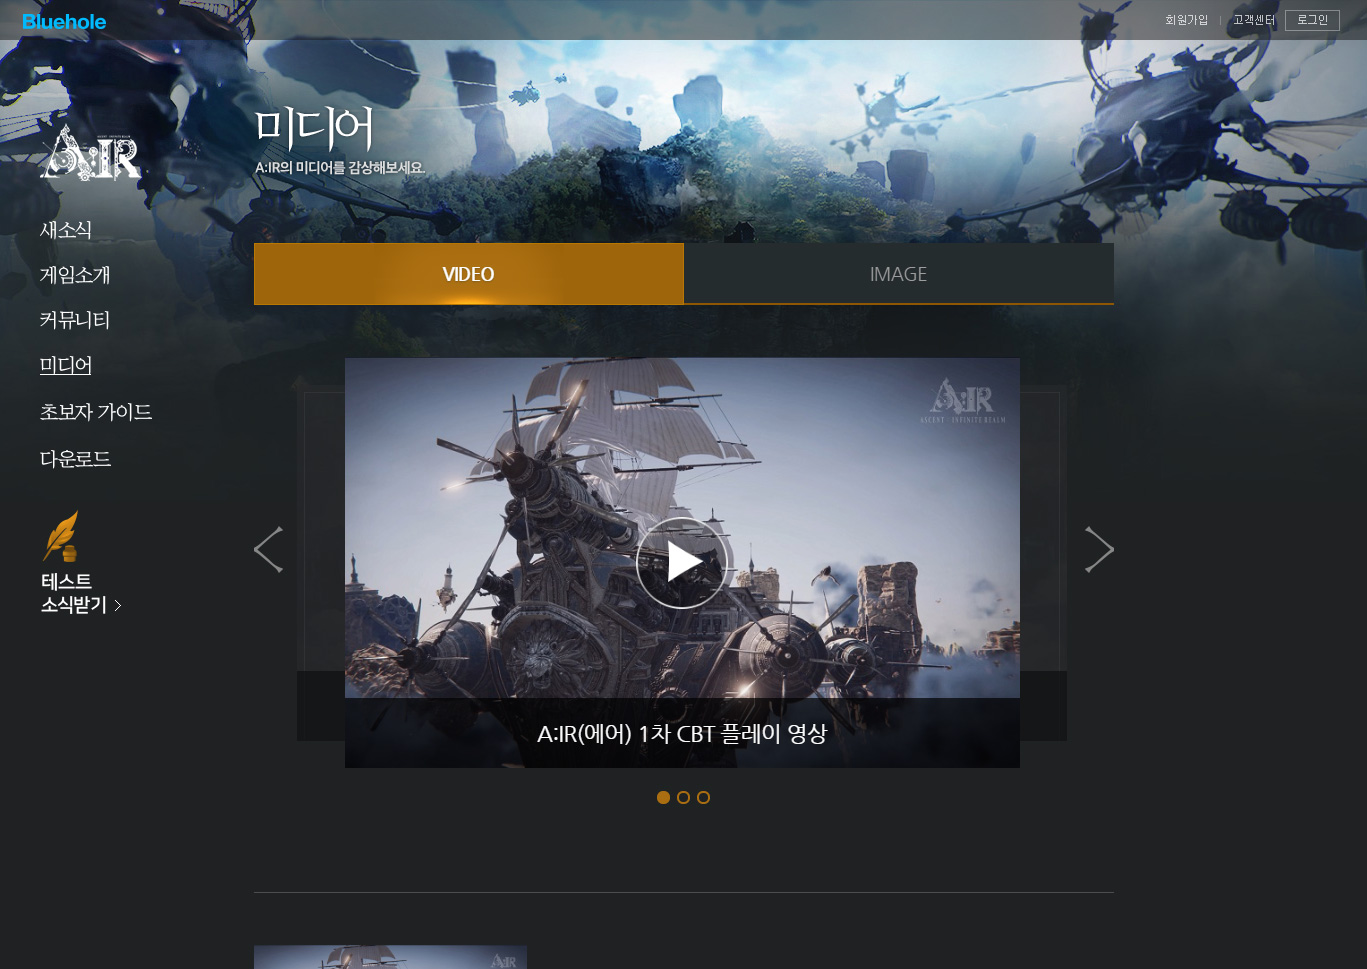 Bluehole
회원가입
고객센터
로그인
A:IR
미디어
A:IR의 미디어를 감상해보세요.
새소식
게임소개
커뮤니티
미디어
초보자 가이드
다운로드
테스트
소식받기
VIDEO
IMAGE
A:IR
ASCENT : INFINITE REALM
A:IR(에어) 1차 CBT 플레이 영상
A:IR